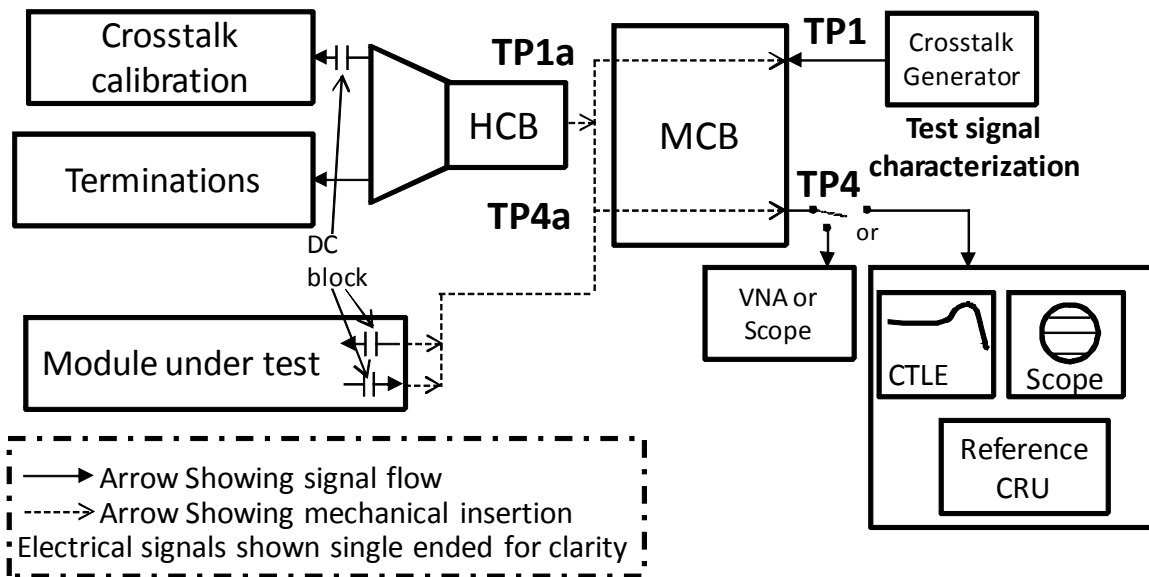 Crosstalk
calibration
Terminations
TP1a
HCB
TP4a
DC
block
Module under test
MCB
TP1
Crosstalk
Generator
Test signal
characterization
TP4
or
VNA or
Scope
CTLE
Scope
Reference
CRU
Arrow Showing signal flow
Arrow Showing mechanical insertion
Electrical signals shown single ended for clarity